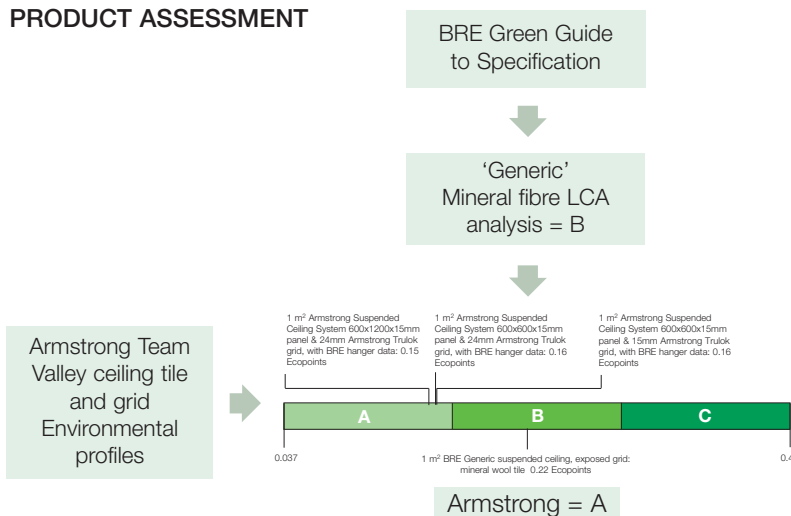 PRODUCT ASSESSMENT
BRE Green Guide
to Specification
‘Generic’
Mineral fibre LCA
analysis = B
Armstrong Team
Valley ceiling tile
and grid
Environmental
profiles
1 m² Armstrong Suspended
Ceiling System 600x1200x15mm
panel & 24mm Armstrong Trulok
grid, with BRE hanger data: 0.15
Ecopoints
1 m² Armstrong Suspended
Ceiling System 600x600x15mm
panel & 24mm Armstrong Trulok
grid, with BRE hanger data: 0.16
Ecopoints
1 m² Armstrong Suspended
Ceiling System 600x600x15mm
panel & 15mm Armstrong Trulok
grid, with BRE hanger data: 0.16
Ecopoints
A
B
C
0.037
1 m² BRE Generic suspended ceiling, exposed grid:
mineral wool tile 0.22 Ecopoints
Armstrong = A